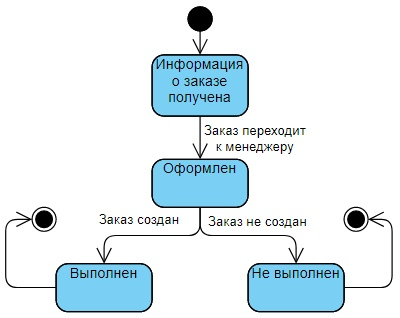 Информация
о заказе
получена
Заказ переходит
к менеджеру
Оформлен
Заказ создан
Заказ не создан
Выполнен
Не выполнен